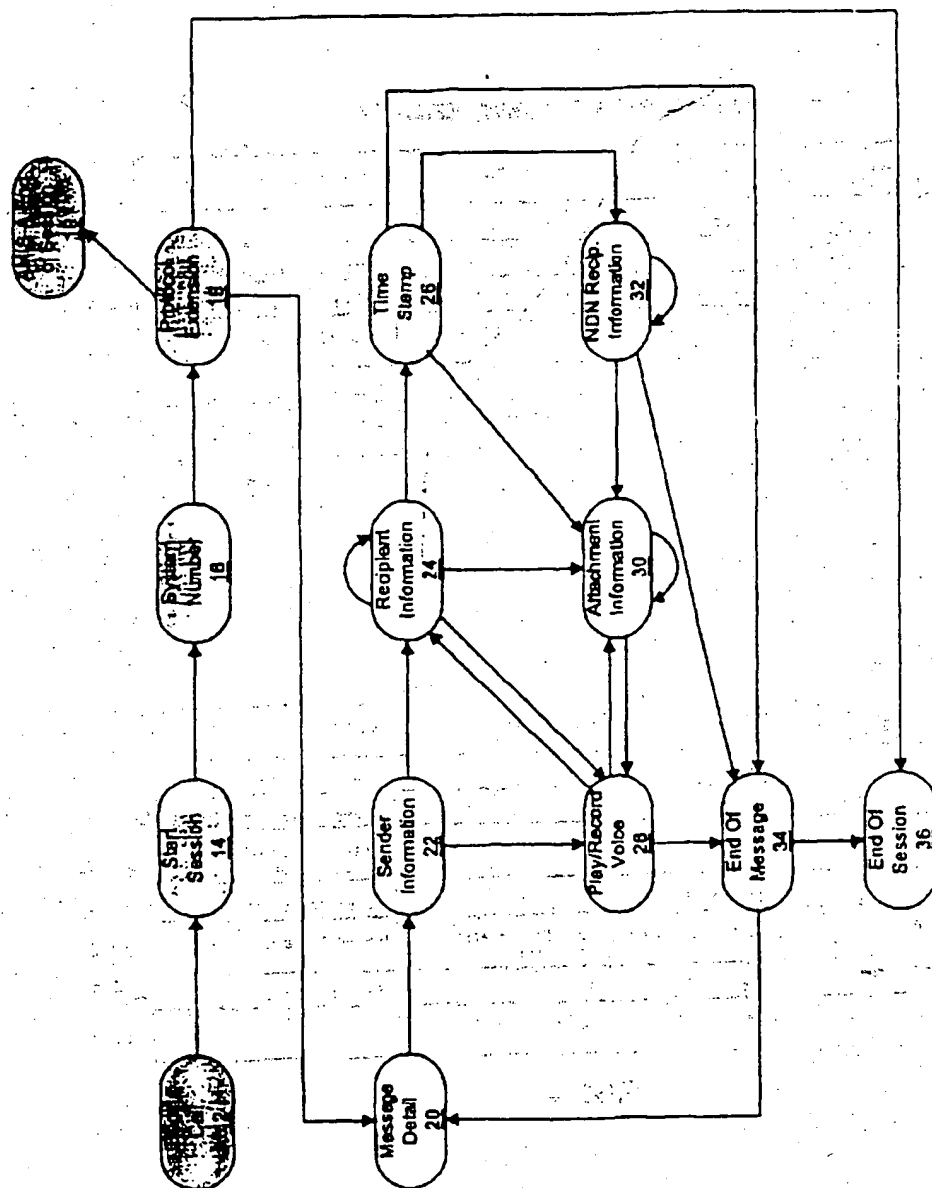 Call
Start
Session
14
System
Number
16
Protocol
Extension
18
Message
Detail
20
Sender
Information
22
Recipient
Information
24
Time
Stamp
26
Play/Record
Voice
28
Attachment
Information
30
NDN Recip.
Information
32
End Of
Message
34
End Of
Session
36